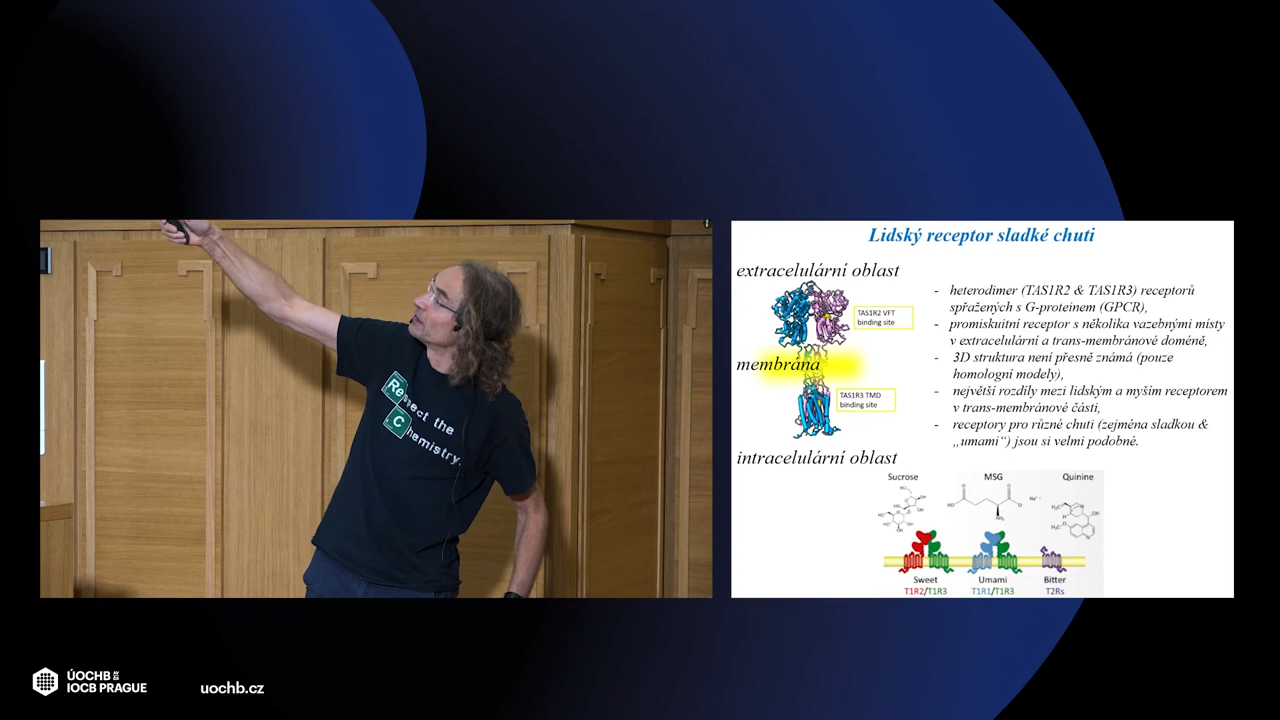 Lidský receptor sladké chuti
extracelulární oblast
TAS1R2 VFT
binding site
membrána
TAS1R3 TMD
binding site
intracelulární oblast
- heterodimer (TAS1R2 & TAS1R3) receptorů
spřažených s G-proteinem (GPCR),
- promiskuitní receptor s několika vazebnými místy
v extracelulární a trans-membránové doméně,
- 3D struktura není přesně známá (pouze
homologní modely),
- největší rozdíly mezi lidským a myším receptorem
v trans-membránové části,
- receptory pro různé chuti (zejména sladkou &
„umami“) jsou si velmi podobné.
Sucrose
MSG
Quinine
Sweet
Umami
Bitter
T1R2/T1R3
T1R1/T1R3
T2Rs
Respect the
Chemistry.
ÚOCHB AV ČR
IOCB PRAGUE
uochb.cz